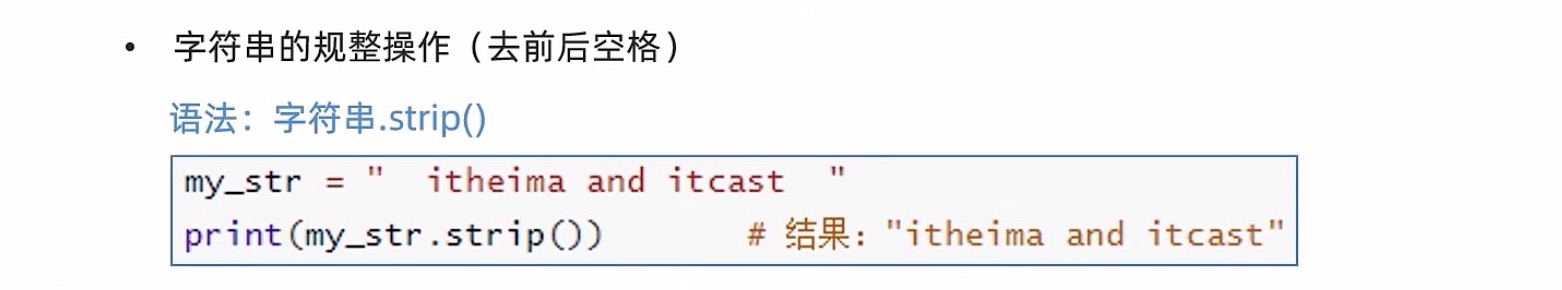 • 字符串的规整操作（去前后空格）
语法：字符串.strip()
my_str = "  itheima and itcast  "
print(my_str.strip())       # 结果："itheima and itcast"